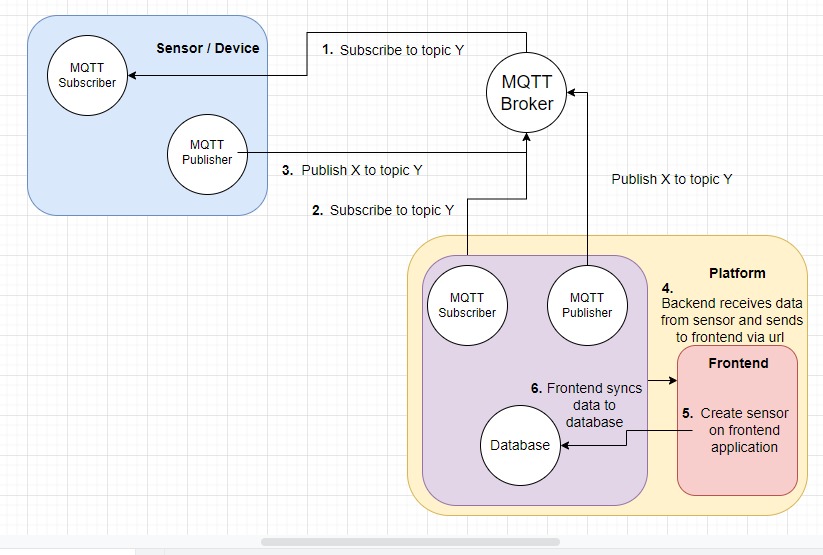 Sensor / Device
MQTT
Subscriber
1. Subscribe to topic Y
MQTT
Broker
MQTT
Publisher
3. Publish X to topic Y
2. Subscribe to topic Y
Publish X to topic Y
Platform
4.
Backend receives data
from sensor and sends
to frontend via url
MQTT
Subscriber
MQTT
Publisher
Frontend
6. Frontend syncs
data to
database
5. Create sensor
on frontend
application
Database